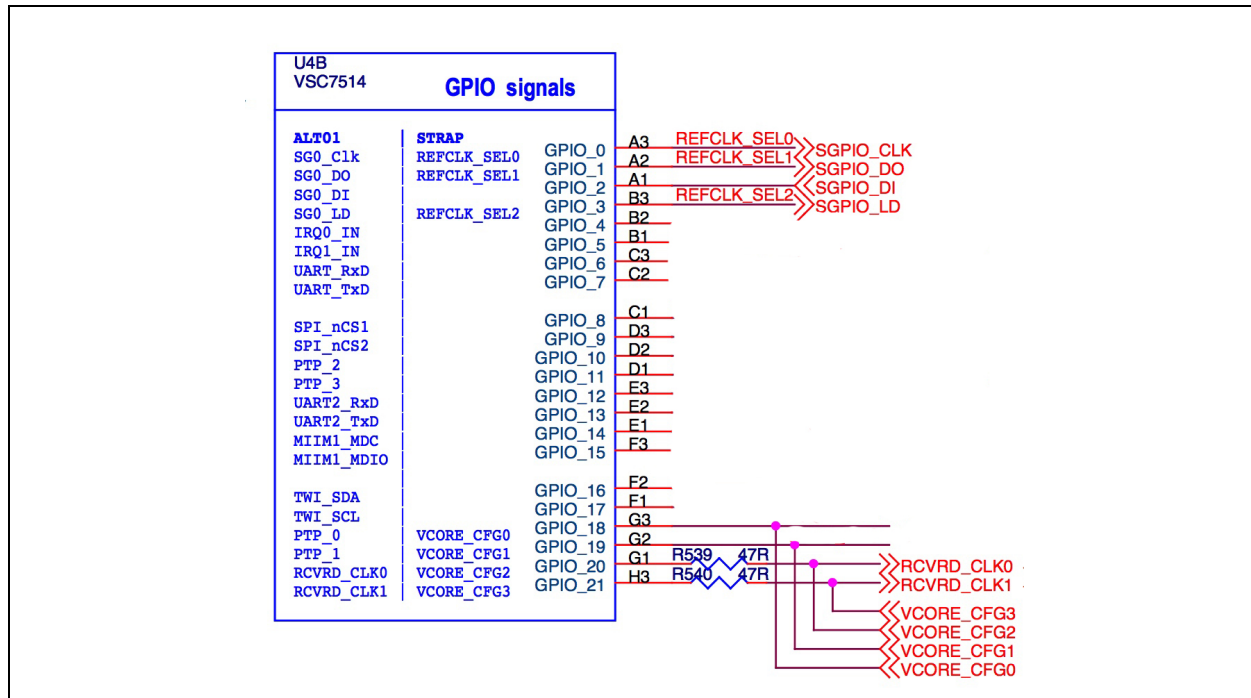 U4B
VSC7514
GPIO signals
ALT01 STRAP
GPIO_0 A3 REFCLK_SEL0 SGPIO_CLK
SG0_Clk REFCLK_SEL0
GPIO_1 A2 REFCLK_SEL1 SGPIO_DO
SG0_DO REFCLK_SEL1
GPIO_2 A1 SGPIO_DI
SG0_DI
GPIO_3 B3 REFCLK_SEL2 SGPIO_LD
SG0_LD REFCLK_SEL2
GPIO_4 B2
IRQ0_IN
GPIO_5 B1
IRQ1_IN
GPIO_6 C3
UART_RxD
GPIO_7 C2
UART_TxD
GPIO_8 C1
SPI_nCS1
GPIO_9 D3
SPI_nCS2
GPIO_10 D2
PTP_2
GPIO_11 D1
PTP_3
GPIO_12 E3
UART2_RxD
GPIO_13 E2
UART2_TxD
GPIO_14 E1
MIIM1_MDC
GPIO_15 F3
MIIM1_MDIO
GPIO_16 F2
TWI_SDA
GPIO_17 F1
TWI_SCL
GPIO_18 G3
PTP_0 VCORE_CFG0
GPIO_19 G2
PTP_1 VCORE_CFG1
GPIO_20 G1 R539 47R RCVRD_CLK0
RCVRD_CLK0 VCORE_CFG2
GPIO_21 H3 R540 47R RCVRD_CLK1
RCVRD_CLK1 VCORE_CFG3
VCORE_CFG3
VCORE_CFG2
VCORE_CFG1
VCORE_CFG0